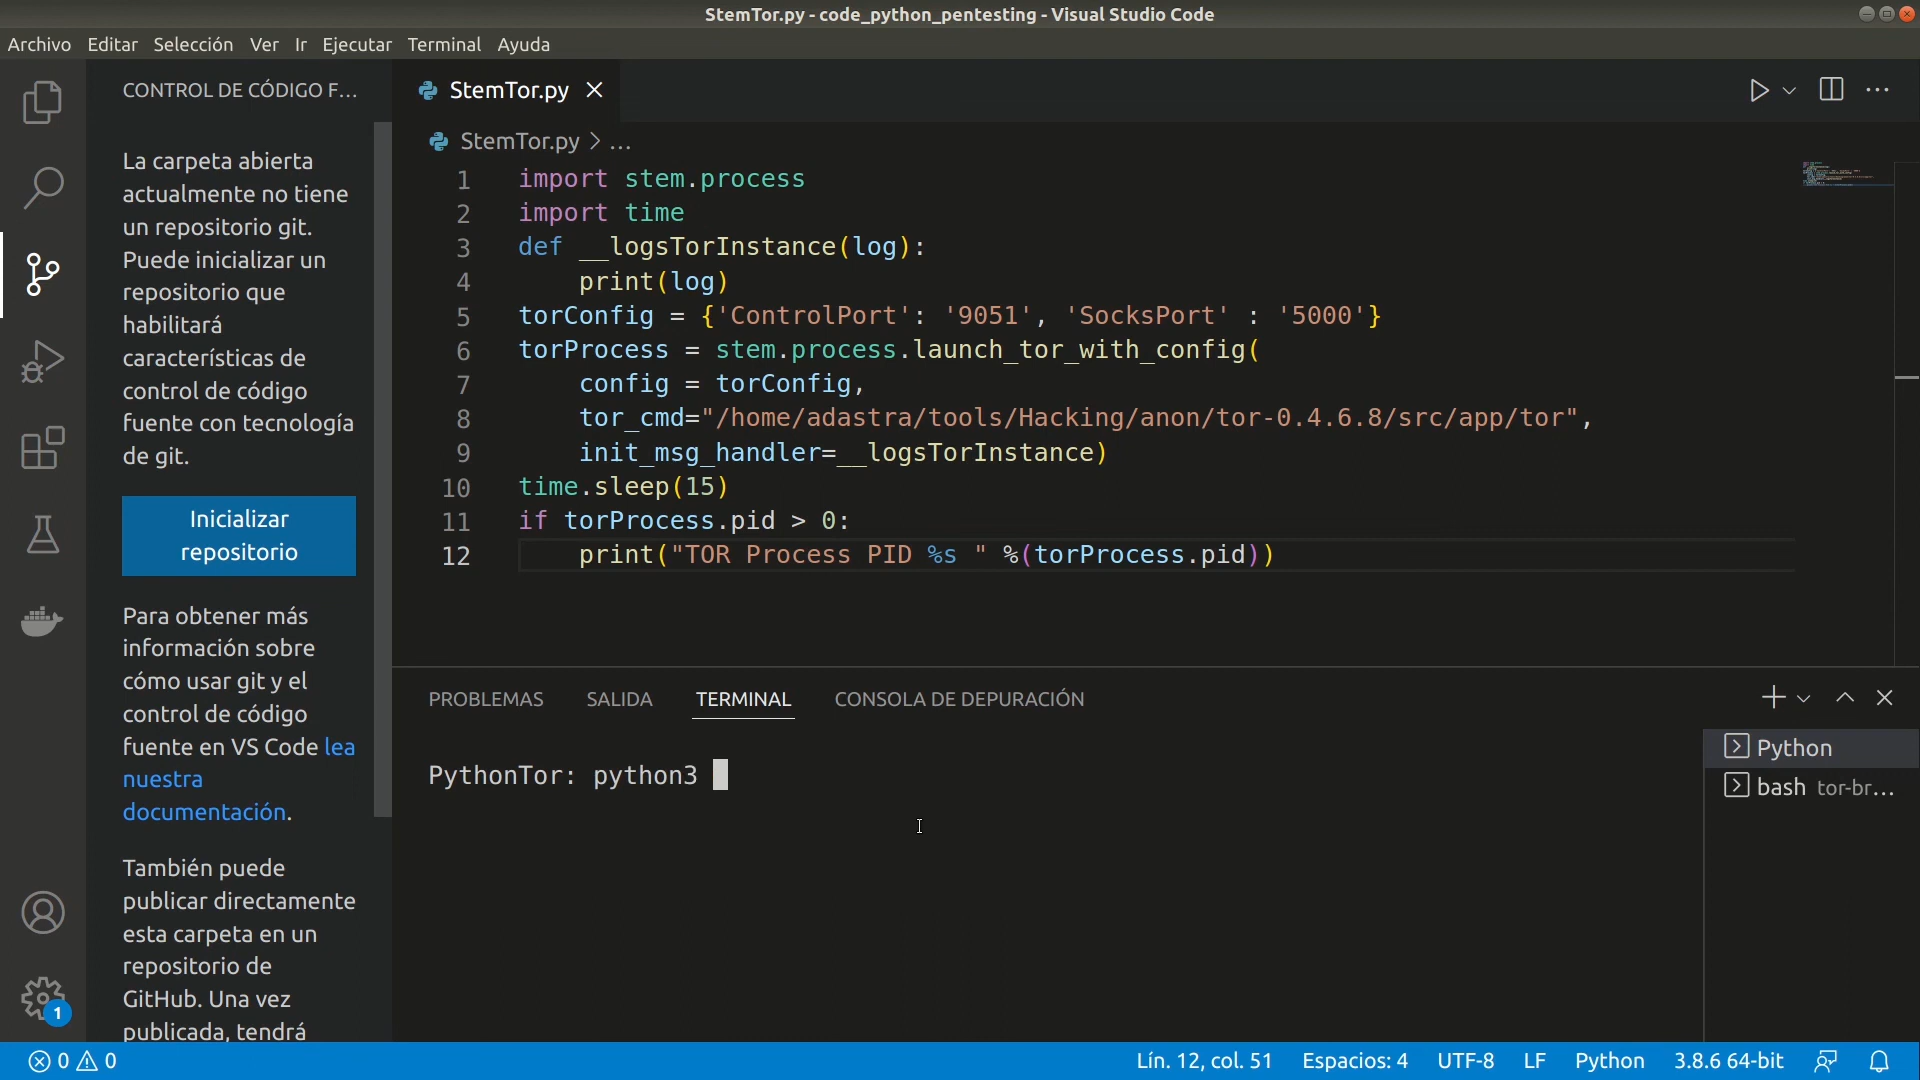 StemTor.py - code_python_pentesting - Visual Studio Code
Archivo Editar Selección Ver Ir Ejecutar Terminal Ayuda
CONTROL DE CÓDIGO F...
La carpeta abierta
actualmente no tiene
un repositorio git.
Puede inicializar un
repositorio que
habilitará
características de
control de código
fuente con tecnología
de git.
Inicializar
repositorio
Para obtener más
información sobre
cómo usar git y el
control de código
fuente en VS Code lea
nuestra
documentación.
También puede
publicar directamente
esta carpeta en un
repositorio de
GitHub. Una vez
publicada, tendrá
1
StemTor.py
StemTor.py > ...
1 import stem.process
2 import time
3 def __logsTorInstance(log):
4     print(log)
5 torConfig = {'ControlPort': '9051', 'SocksPort' : '5000'}
6 torProcess = stem.process.launch_tor_with_config(
7     config = torConfig,
8     tor_cmd="/home/adastra/tools/Hacking/anon/tor-0.4.6.8/src/app/tor",
9     init_msg_handler=__logsTorInstance)
10 time.sleep(15)
11 if torProcess.pid > 0:
12     print("TOR Process PID %s " %(torProcess.pid))
PROBLEMAS SALIDA TERMINAL CONSOLA DE DEPURACIÓN
PythonTor: python3
Python
bash tor-br...
0 0
Lín. 12, col. 51 Espacios: 4 UTF-8 LF Python 3.8.6 64-bit